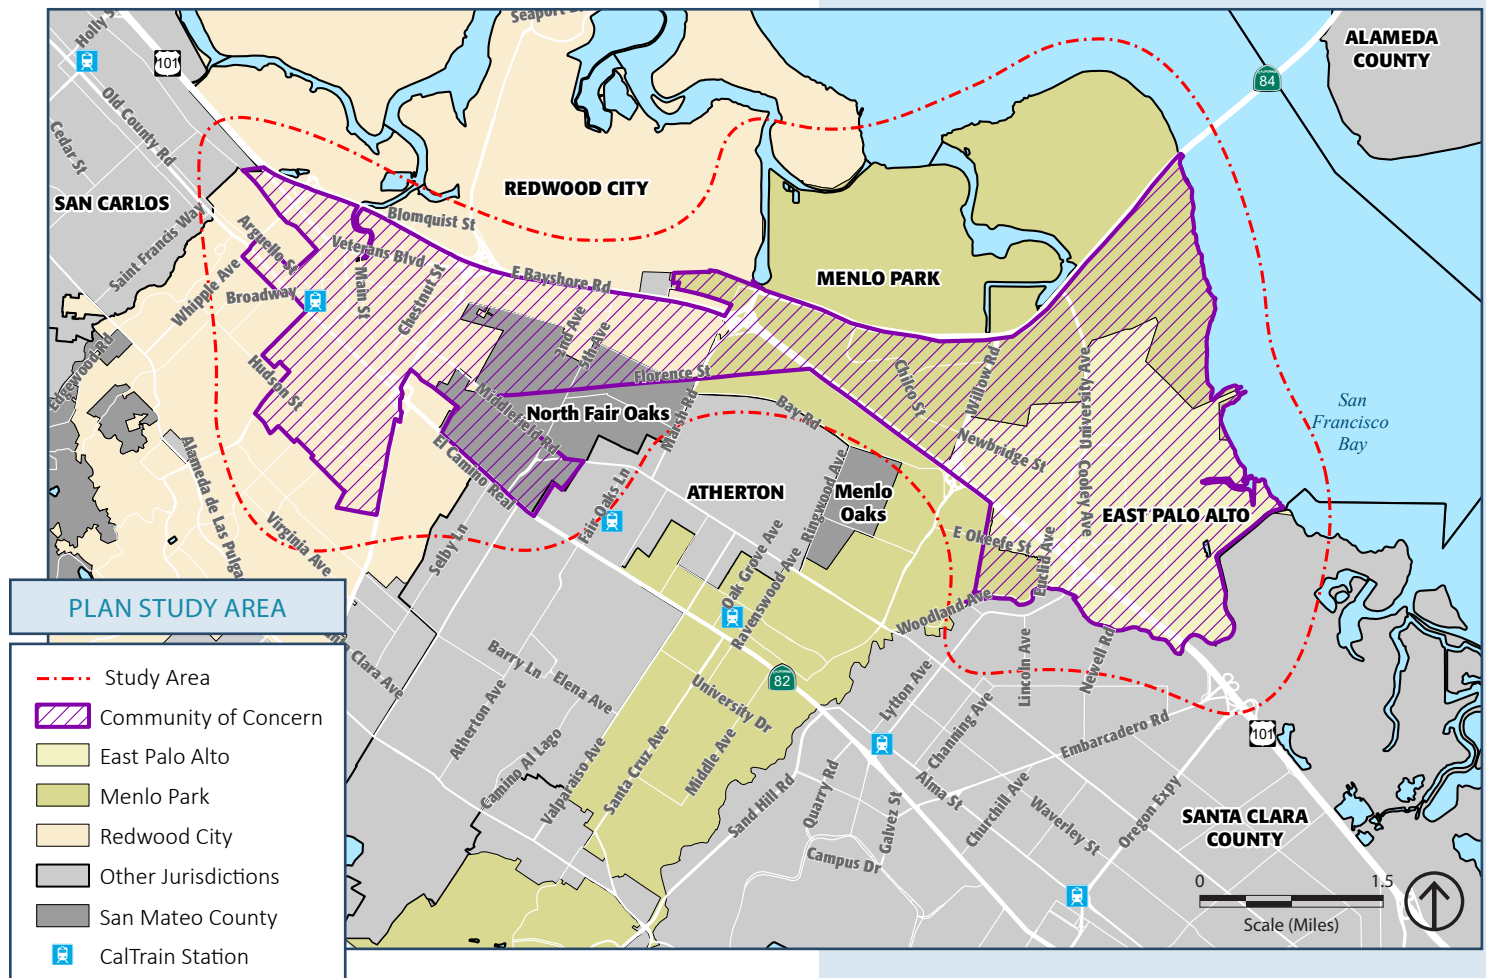 Holly St
Seaport
101
Old County Rd
Cedar St
SAN CARLOS
Saint Francis Way
REDWOOD CITY
ALAMEDA
COUNTY
84
Blomquist St
Arguello St
Veterans Blvd
Whipple Ave
Broadway
Main St
Chestnut St
E Bayshore Rd
MENLO PARK
2nd Ave
5th Ave
Edgewood Rd
Hudson St
Florence St
Middlefield Rd
North Fair Oaks
Marsh Rd
Bay Rd
Chilco St
Willow Rd
University Ave
San
Francisco
Bay
Newbridge St
El Camino Real
Alameda de Las Pulga
Virginia Ave
Selby Ln
Fair Oaks Ln
ATHERTON
Ringwood Ave
Menlo
Oaks
Cooley Ave
EAST PALO ALTO
E Okeefe St
Euclid Ave
Oak Grove Ave
Ravenswood Ave
Woodland Ave
PLAN STUDY AREA
Clara Ave
Barry Ln
Elena Ave
Atherton Ave
Camino Al Lago
Valparaiso Ave
Santa Cruz Ave
University Dr
Middle Ave
82
Lytton Ave
Lincoln Ave
Newell Rd
Channing Ave
Embarcadero Rd
101
Sand Hill Rd
Quarry Rd
Galvez St
Alma St
Churchill Ave
Waverley St
Oregon Expy
Campus Dr
SANTA CLARA
COUNTY
Study Area
Community of Concern
East Palo Alto
Menlo Park
Redwood City
Other Jurisdictions
San Mateo County
CalTrain Station
0 1.5
Scale (Miles)